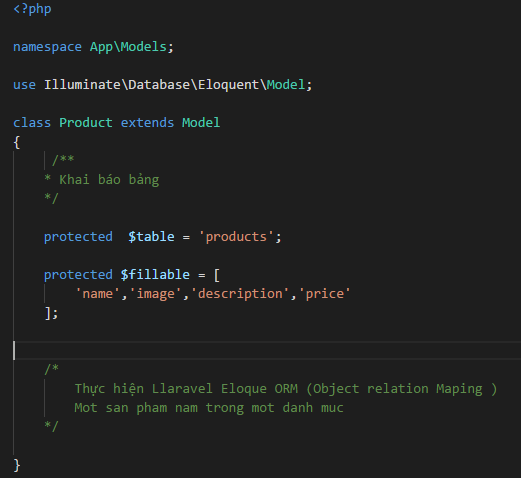 <?php
namespace App\Models;
use Illuminate\Database\Eloquent\Model;
class Product extends Model
{
/**
* Khai báo bảng
*/
protected  $table = 'products';
protected $fillable = [
'name','image','description','price'
];
/*
Thực hiện Llaravel Eloque ORM (Object relation Maping )
Mot san pham nam trong mot danh muc
*/
}